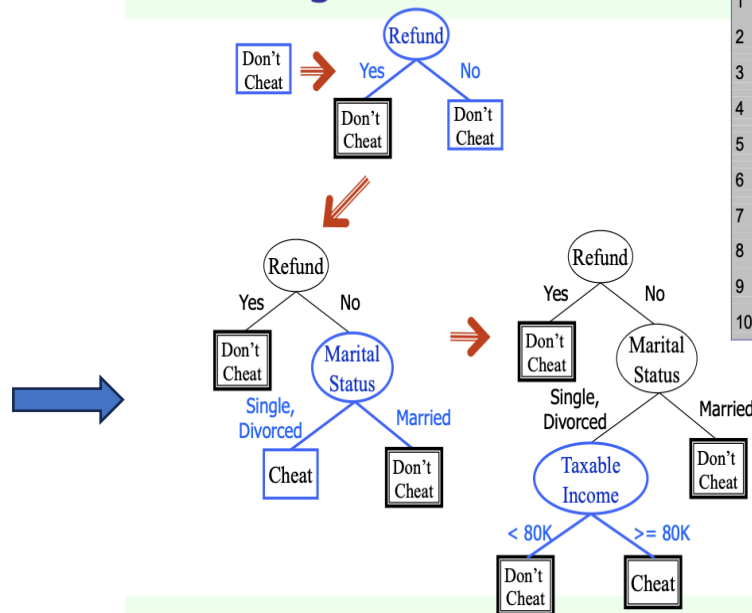 Don't
Cheat
Refund
Yes
No
Don't
Cheat
Don't
Cheat
Refund
Yes
No
Don't
Cheat
Marital
Status
Single,
Divorced
Married
Cheat
Don't
Cheat
Refund
Yes
No
Don't
Cheat
Marital
Status
Single,
Divorced
Married
Taxable
Income
Don't
Cheat
< 80K
>= 80K
Don't
Cheat
Cheat
1
2
3
4
5
6
7
8
9
10